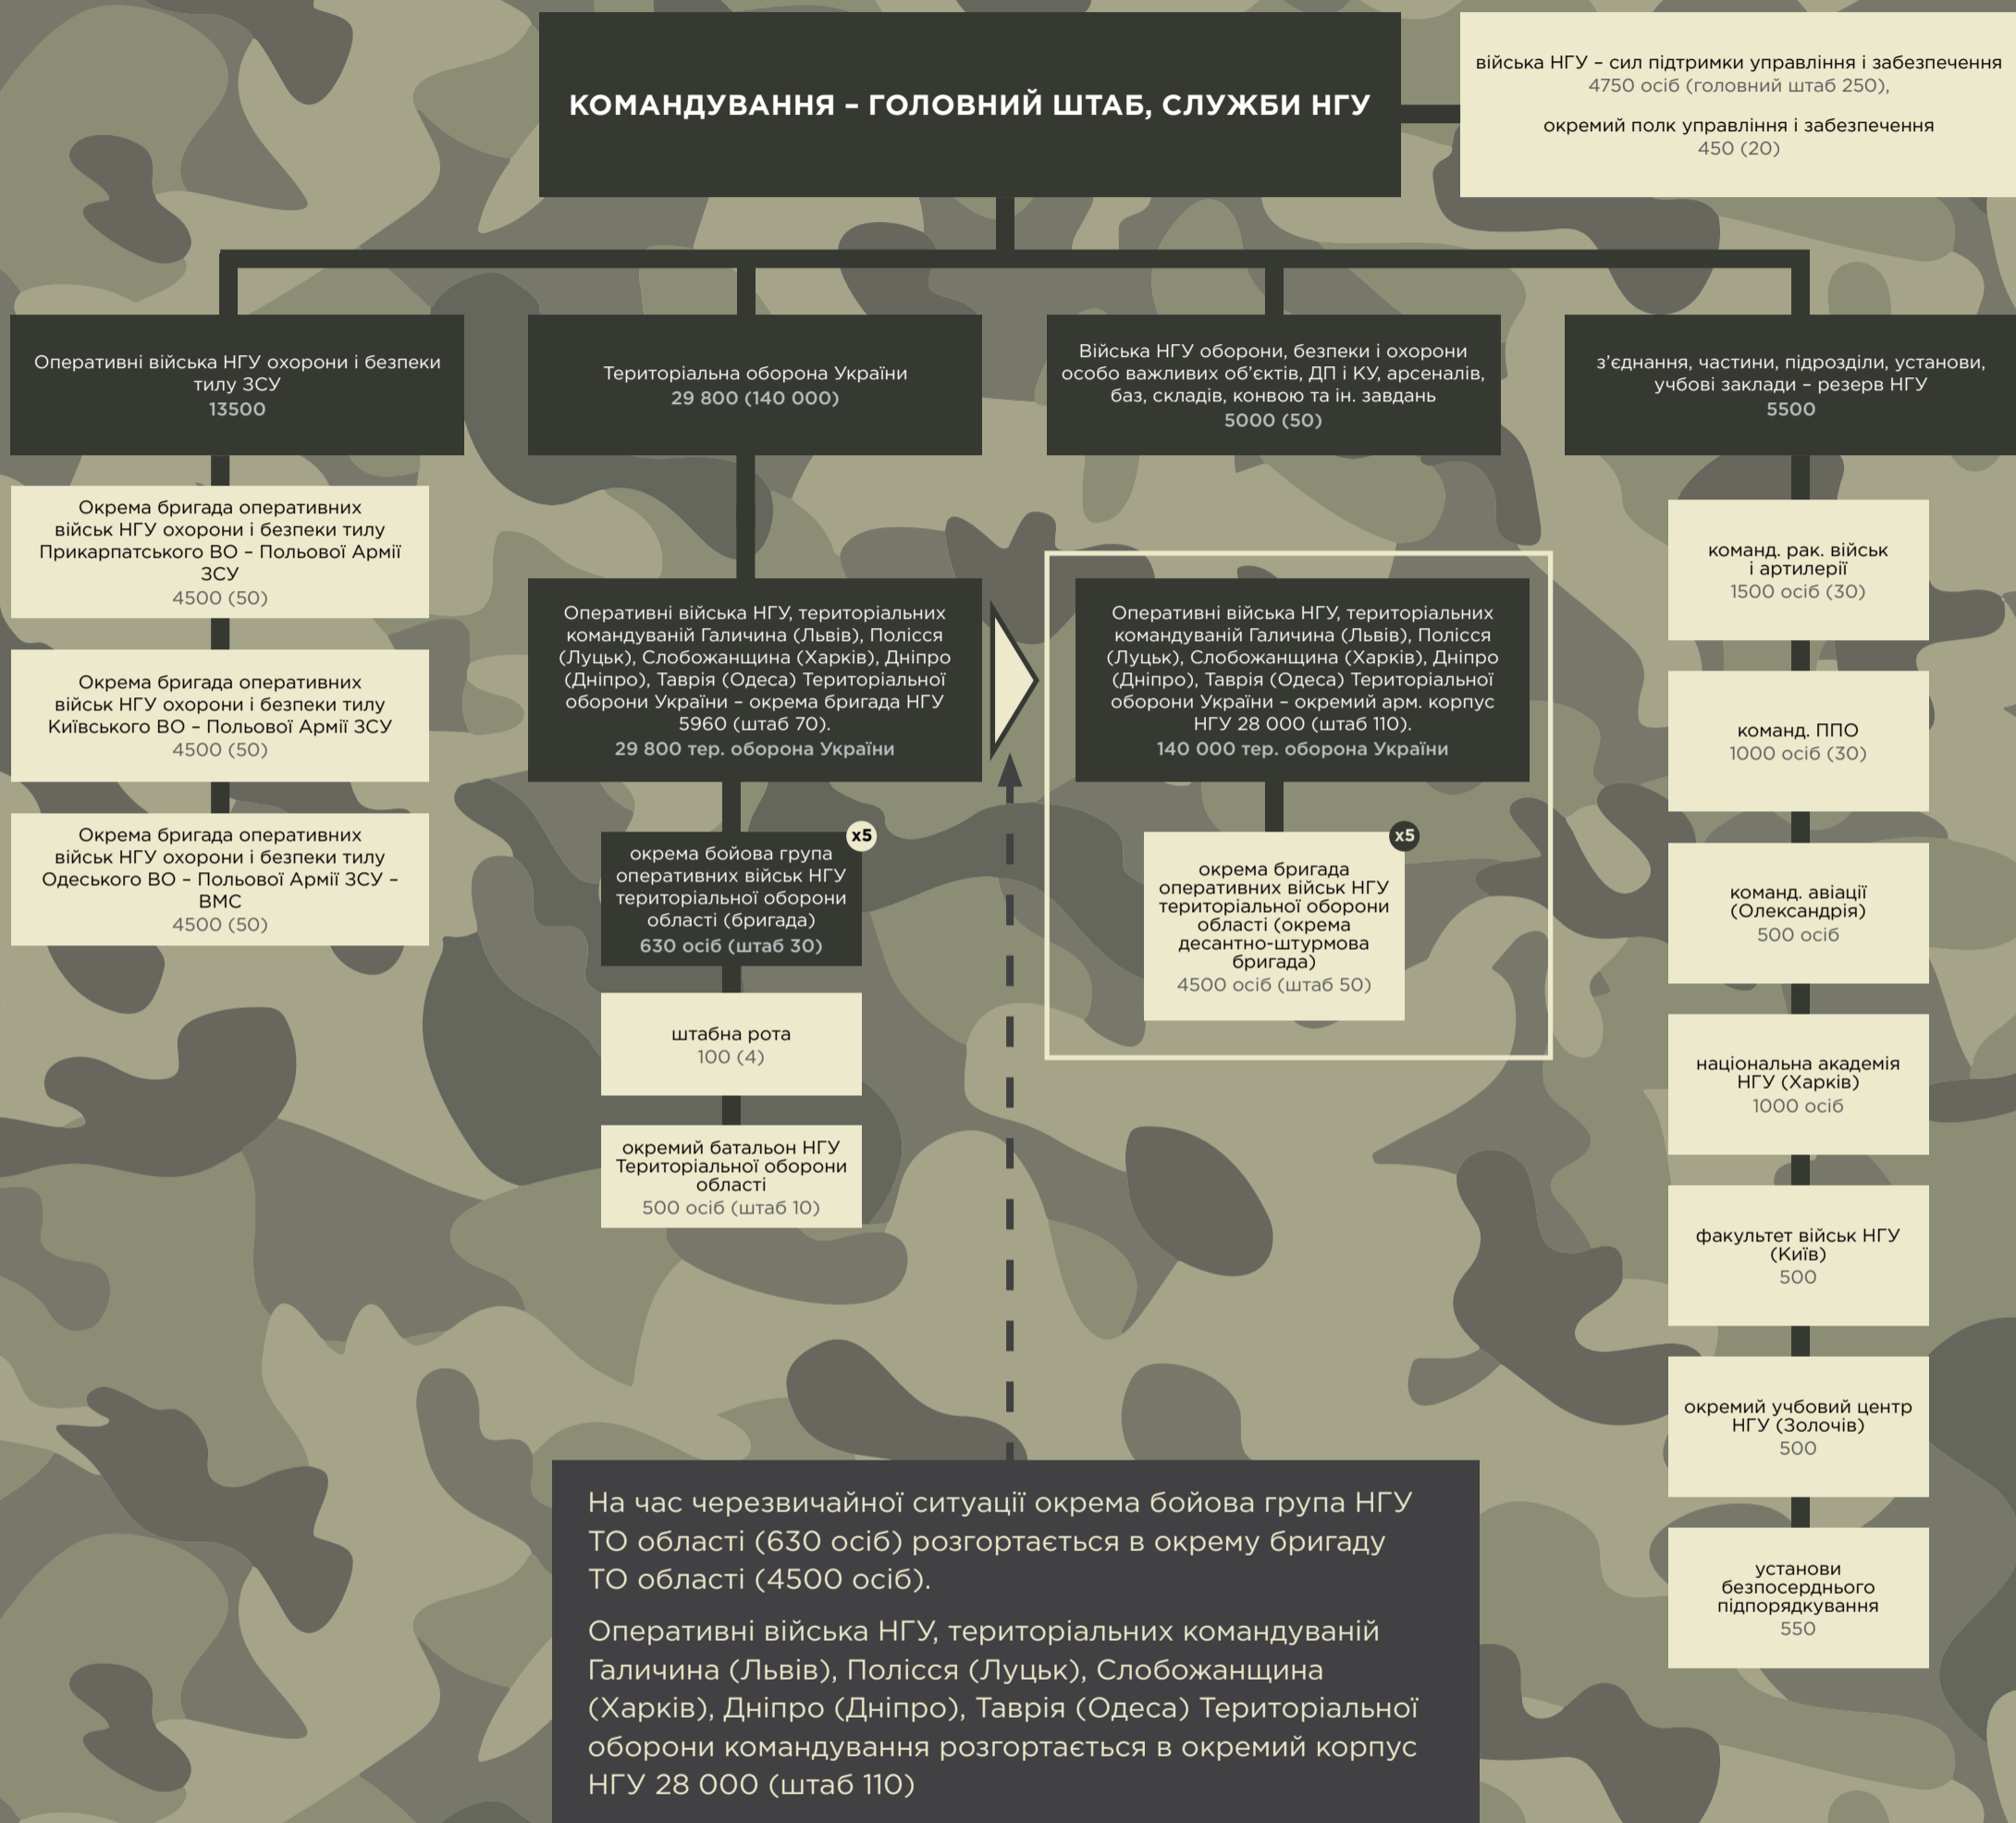 КОМАНДУВАННЯ – ГОЛОВНИЙ ШТАБ, СЛУЖБИ НГУ
війська НГУ – сил підтримки управління і забезпечення
4750 осіб (головний штаб 250),
окремий полк управління і забезпечення
450 (20)
Оперативні війська НГУ охорони і безпеки
тилу ЗСУ
13500
Територіальна оборона України
29 800 (140 000)
Війська НГУ оборони, безпеки і охорони
особо важливих об’єктів, ДП і КУ, арсеналів,
баз, складів, конвою та ін. завдань
5000 (50)
з’єднання, частини, підрозділи, установи,
учбові заклади – резерв НГУ
5500
Окрема бригада оперативних
військ НГУ охорони і безпеки тилу
Прикарпатського ВО – Польової Армії
ЗСУ
4500 (50)
Окрема бригада оперативних
військ НГУ охорони і безпеки тилу
Київського ВО – Польової Армії ЗСУ
4500 (50)
Окрема бригада оперативних
військ НГУ охорони і безпеки тилу
Одеського ВО – Польової Армії ЗСУ –
ВМС
4500 (50)
Оперативні війська НГУ, територіальних
командуваній Галичина (Львів), Полісся
(Луцьк), Слобожанщина (Харків), Дніпро
(Дніпро), Таврія (Одеса) Територіальної
оборони України – окрема бригада НГУ
5960 (штаб 70).
29 800 тер. оборона України
x5
окрема бойова група
оперативних військ НГУ
територіальної оборони
області (бригада)
630 осіб (штаб 30)
штабна рота
100 (4)
окремий батальон НГУ
Територіальної оборони
області
500 осіб (штаб 10)
Оперативні війська НГУ, територіальних
командуваній Галичина (Львів), Полісся
(Луцьк), Слобожанщина (Харків), Дніпро
(Дніпро), Таврія (Одеса) Територіальної
оборони України – окремий арм. корпус
НГУ 28 000 (штаб 110).
140 000 тер. оборона України
x5
окрема бригада
оперативних військ НГУ
територіальної оборони
області (окрема
десантно-штурмова
бригада)
4500 осіб (штаб 50)
команд. рак. військ
і артилерії
1500 осіб (30)
команд. ППО
1000 осіб (30)
команд. авіації
(Олександрія)
500 осіб
національна академія
НГУ (Харків)
1000 осіб
факультет військ НГУ
(Київ)
500
окремий учбовий центр
НГУ (Золочів)
500
установи
безпосерднього
підпорядкування
550
На час черезвичайної ситуації окрема бойова група НГУ
ТО області (630 осіб) розгортається в окрему бригаду
ТО області (4500 осіб).
Оперативні війська НГУ, територіальних командуваній
Галичина (Львів), Полісся (Луцьк), Слобожанщина
(Харків), Дніпро (Дніпро), Таврія (Одеса) Територіальної
оборони командування розгортається в окремий корпус
НГУ 28 000 (штаб 110)